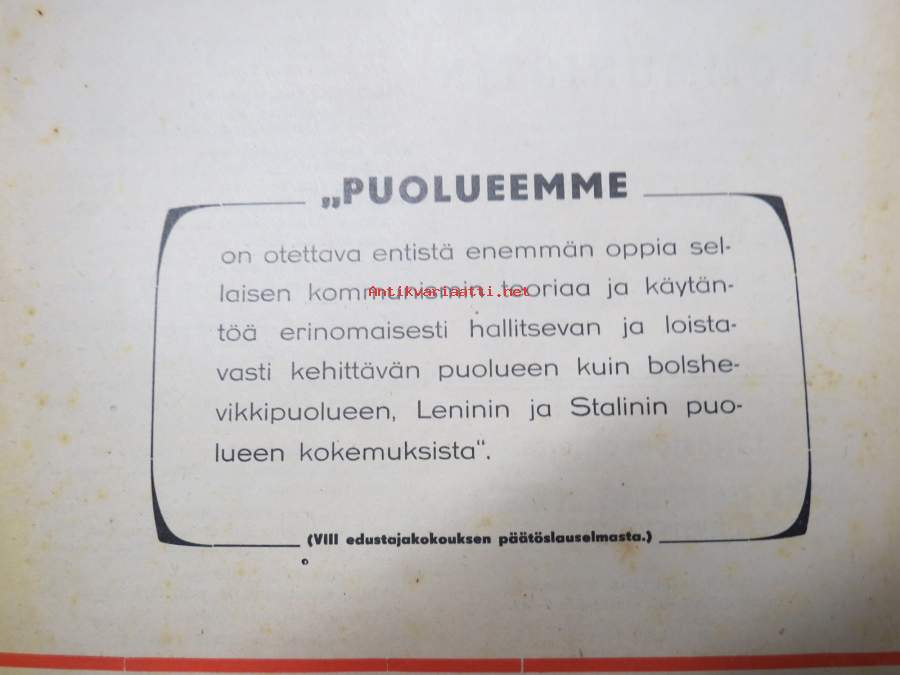 „PUOLUEEMME
on otettava entistä enemmän oppia sel-
laisen kommunismin teoriaa ja käytän-
Antikvariaatti.net
töä erinomaisesti hallitsevan ja loista-
vasti kehittävän puolueen kuin bolshe-
vikkipuolueen, Leninin ja Stalinin puo-
lueen kokemuksista“.
(VIII edustajakokouksen päätöslauselmasta.)